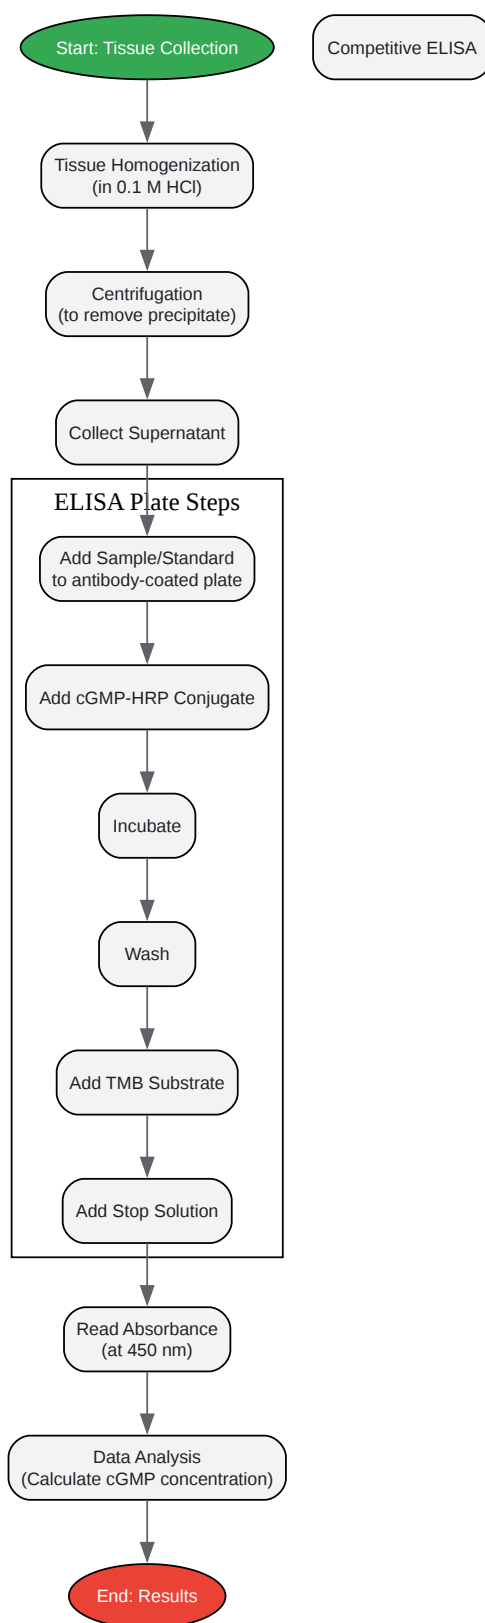 Start: Tissue Collection
Competitive ELISA
Tissue Homogenization
(in 0.1 M HCl)
Centrifugation
(to remove precipitate)
Collect Supernatant
ELISA Plate Steps
Add Sample/Standard
to antibody-coated plate
Add cGMP-HRP Conjugate
Incubate
Wash
Add TMB Substrate
Add Stop Solution
Read Absorbance
(at 450 nm)
Data Analysis
(Calculate cGMP concentration)
End: Results